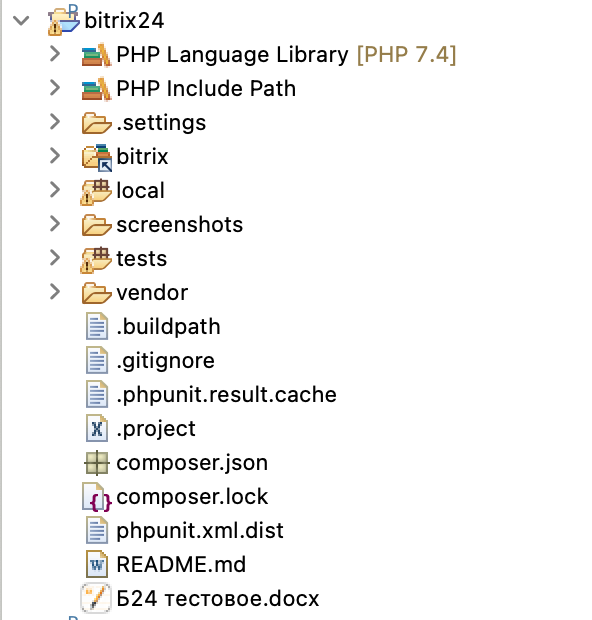 bitrix24
PHP Language Library [PHP 7.4]
PHP Include Path
.settings
bitrix
local
screenshots
tests
vendor
.buildpath
.gitignore
.phpunit.result.cache
.project
composer.json
composer.lock
phpunit.xml.dist
README.md
Б24 тестовое.docx